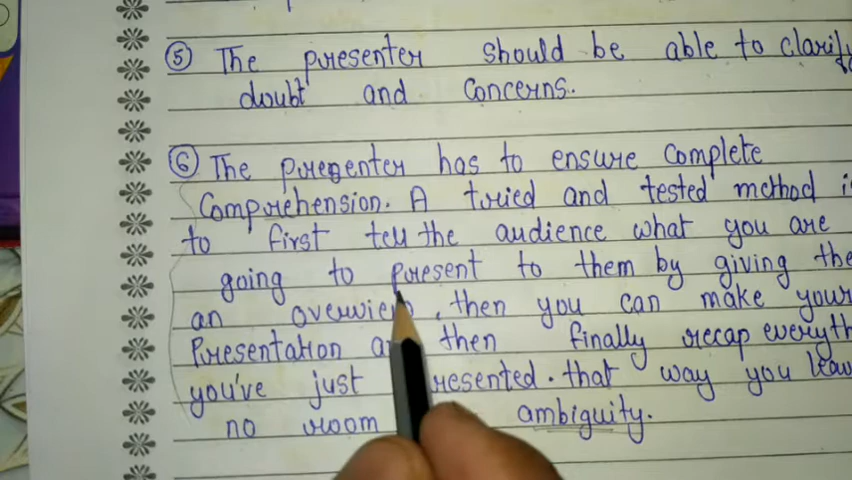 ⑤ The presenter should be able to clarify
doubt and concerns.
⑥ The presenter has to ensure complete
comprehension. A tried and tested method
to first tell the audience what you are
going to present to them by giving
an overview, then you can make your
Presentation then finally recap
you've just presented. that way you
no room ambiguity.